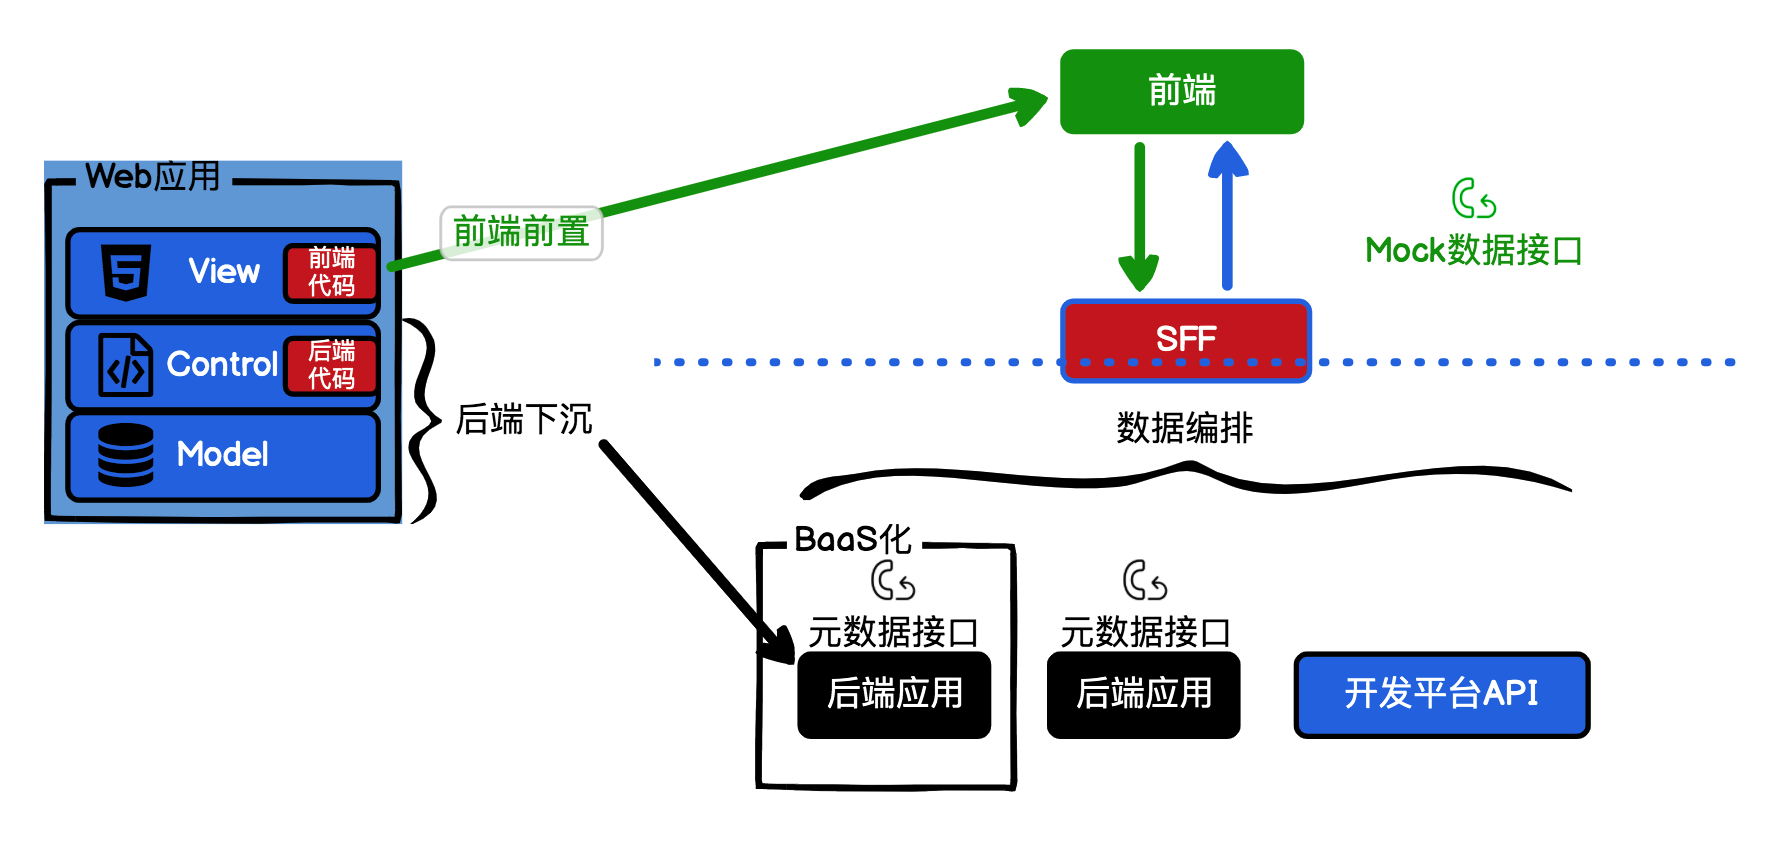 前端
Web应用
前端前置
View
前端
代码
Mock数据接口
Control
后端
代码
SFF
后端下沉
数据编排
Model
BaaS化
元数据接口
元数据接口
后端应用
后端应用
开发平台API